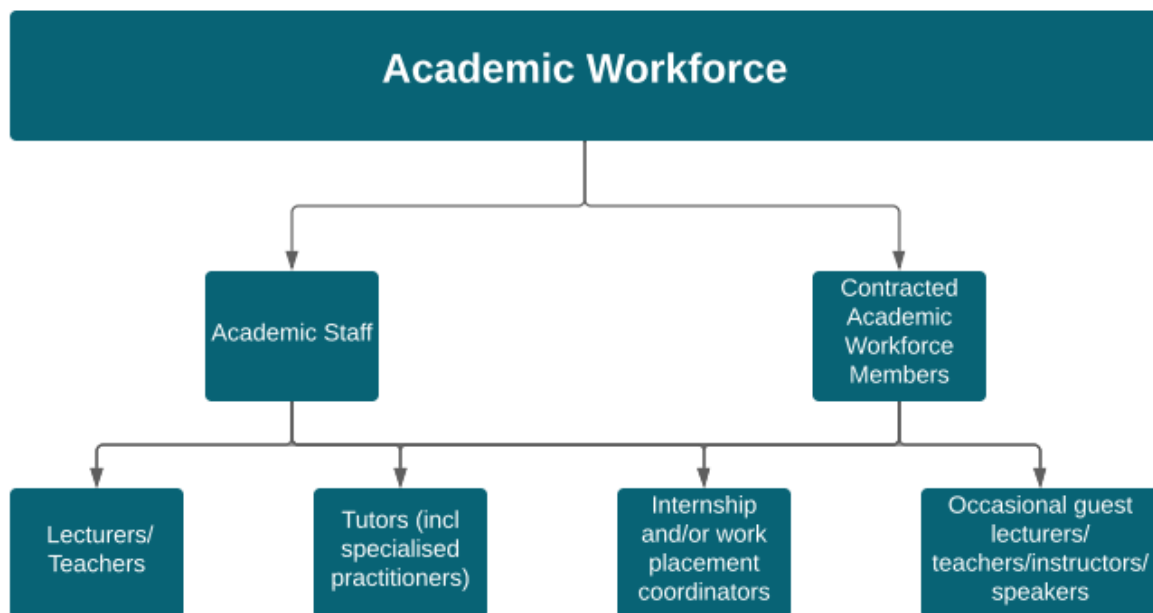 Academic Workforce
Academic Staff
Contracted
Academic
Workforce
Members
Lecturers/
Teachers
Tutors (incl
specialised
practitioners)
Internship
and/or work
placement
coordinators
Occasional guest
lecturers/
teachers/instructors/
speakers